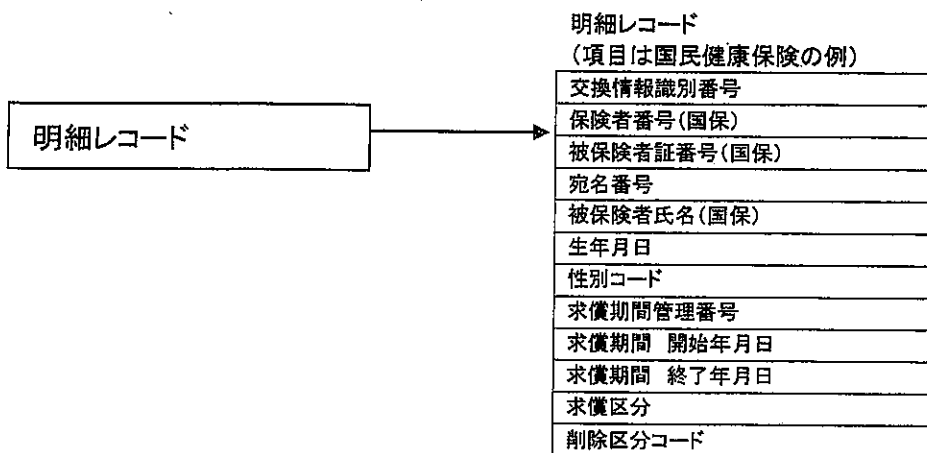 明細レコード
明細レコード
(項目は国民健康保険の例)
交換情報識別番号
保険者番号(国保)
被保険者証番号(国保)
宛名番号
被保険者氏名(国保)
生年月日
性別コード
求償期間管理番号
求償期間 開始年月日
求償期間 終了年月日
求償区分
削除区分コード